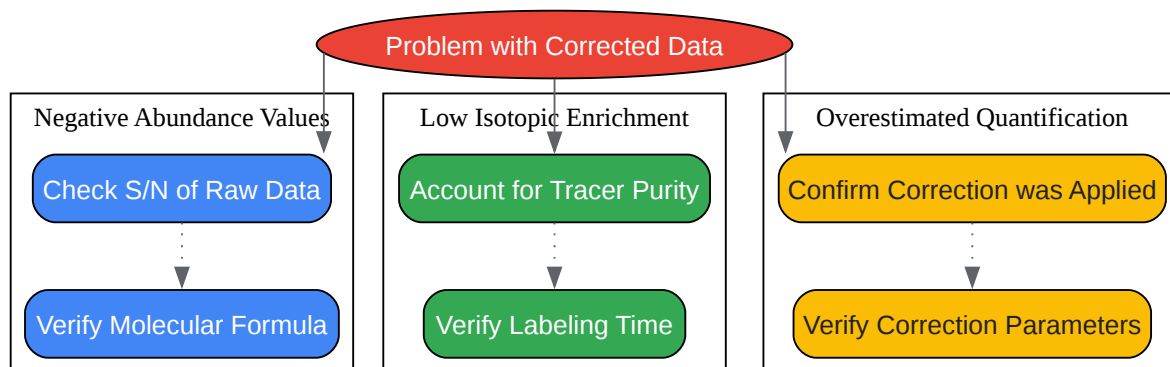 Problem with Corrected Data
Negative Abundance Values
Check S/N of Raw Data
Verify Molecular Formula
Low Isotopic Enrichment
Account for Tracer Purity
Verify Labeling Time
Overestimated Quantification
Confirm Correction was Applied
Verify Correction Parameters